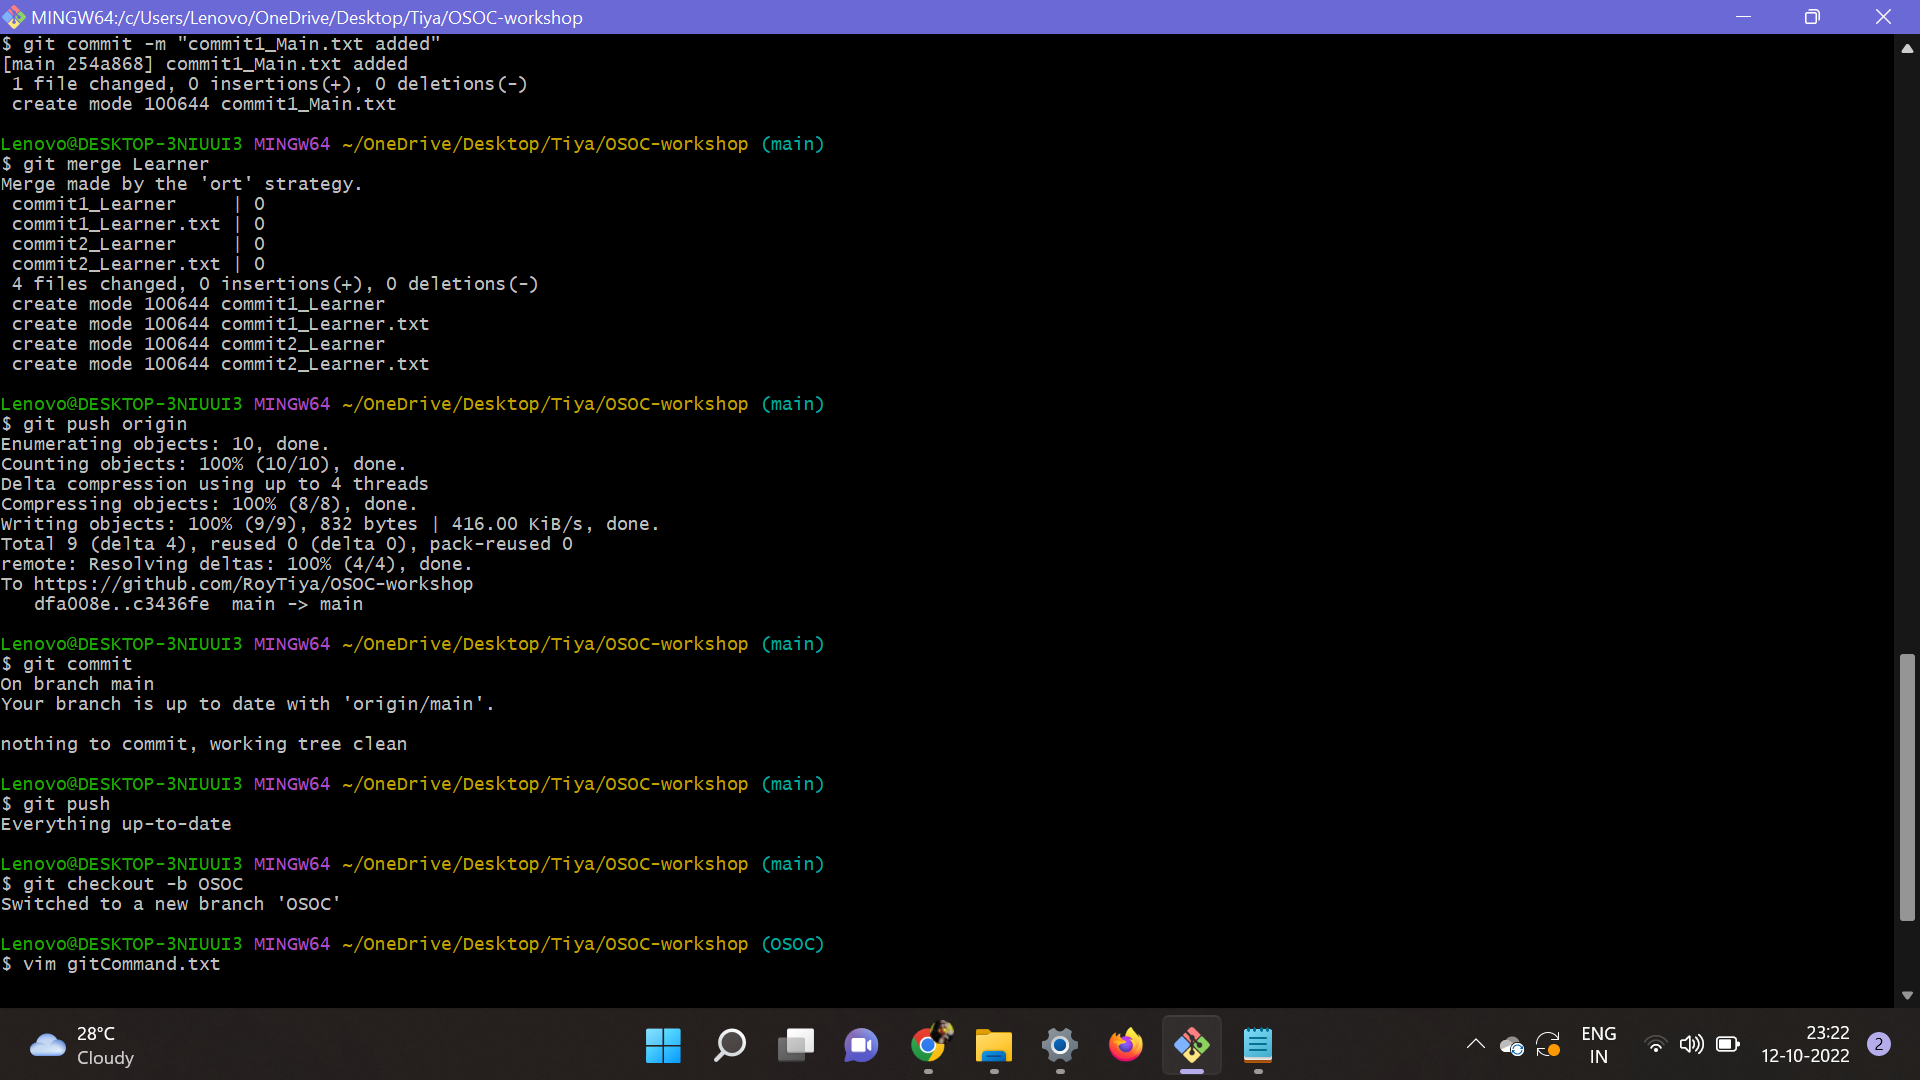 MINGW64:/c/Users/Lenovo/OneDrive/Desktop/Tiya/OSOC-workshop
$ git commit -m "commit1_Main.txt added"
[main 254a868] commit1_Main.txt added
 1 file changed, 0 insertions(+), 0 deletions(-)
 create mode 100644 commit1_Main.txt
Lenovo@DESKTOP-3NIUUI3 MINGW64 ~/OneDrive/Desktop/Tiya/OSOC-workshop (main)
$ git merge Learner
Merge made by the 'ort' strategy.
 commit1_Learner     | 0
 commit1_Learner.txt | 0
 commit2_Learner     | 0
 commit2_Learner.txt | 0
 4 files changed, 0 insertions(+), 0 deletions(-)
 create mode 100644 commit1_Learner
 create mode 100644 commit1_Learner.txt
 create mode 100644 commit2_Learner
 create mode 100644 commit2_Learner.txt
Lenovo@DESKTOP-3NIUUI3 MINGW64 ~/OneDrive/Desktop/Tiya/OSOC-workshop (main)
$ git push origin
Enumerating objects: 10, done.
Counting objects: 100% (10/10), done.
Delta compression using up to 4 threads
Compressing objects: 100% (8/8), done.
Writing objects: 100% (9/9), 832 bytes | 416.00 KiB/s, done.
Total 9 (delta 4), reused 0 (delta 0), pack-reused 0
remote: Resolving deltas: 100% (4/4), done.
To https://github.com/RoyTiya/OSOC-workshop
   dfa008e..c3436fe  main -> main
Lenovo@DESKTOP-3NIUUI3 MINGW64 ~/OneDrive/Desktop/Tiya/OSOC-workshop (main)
$ git commit
On branch main
Your branch is up to date with 'origin/main'.
nothing to commit, working tree clean
Lenovo@DESKTOP-3NIUUI3 MINGW64 ~/OneDrive/Desktop/Tiya/OSOC-workshop (main)
$ git push
Everything up-to-date
Lenovo@DESKTOP-3NIUUI3 MINGW64 ~/OneDrive/Desktop/Tiya/OSOC-workshop (main)
$ git checkout -b OSOC
Switched to a new branch 'OSOC'
Lenovo@DESKTOP-3NIUUI3 MINGW64 ~/OneDrive/Desktop/Tiya/OSOC-workshop (OSOC)
$ vim gitCommand.txt
28°C
Cloudy
ENG
IN
23:22
12-10-2022
2